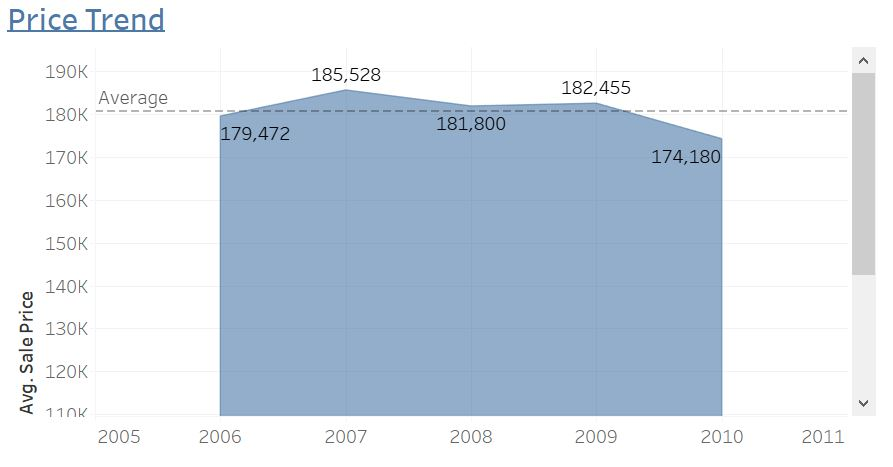 Price Trend
190K
185,528
182,455
Average
180K
181,800
179,472
174,180
170K
160K
150K
140K
130K
120K
110K
Avg. Sale Price
2005 2006 2007 2008 2009 2010 2011